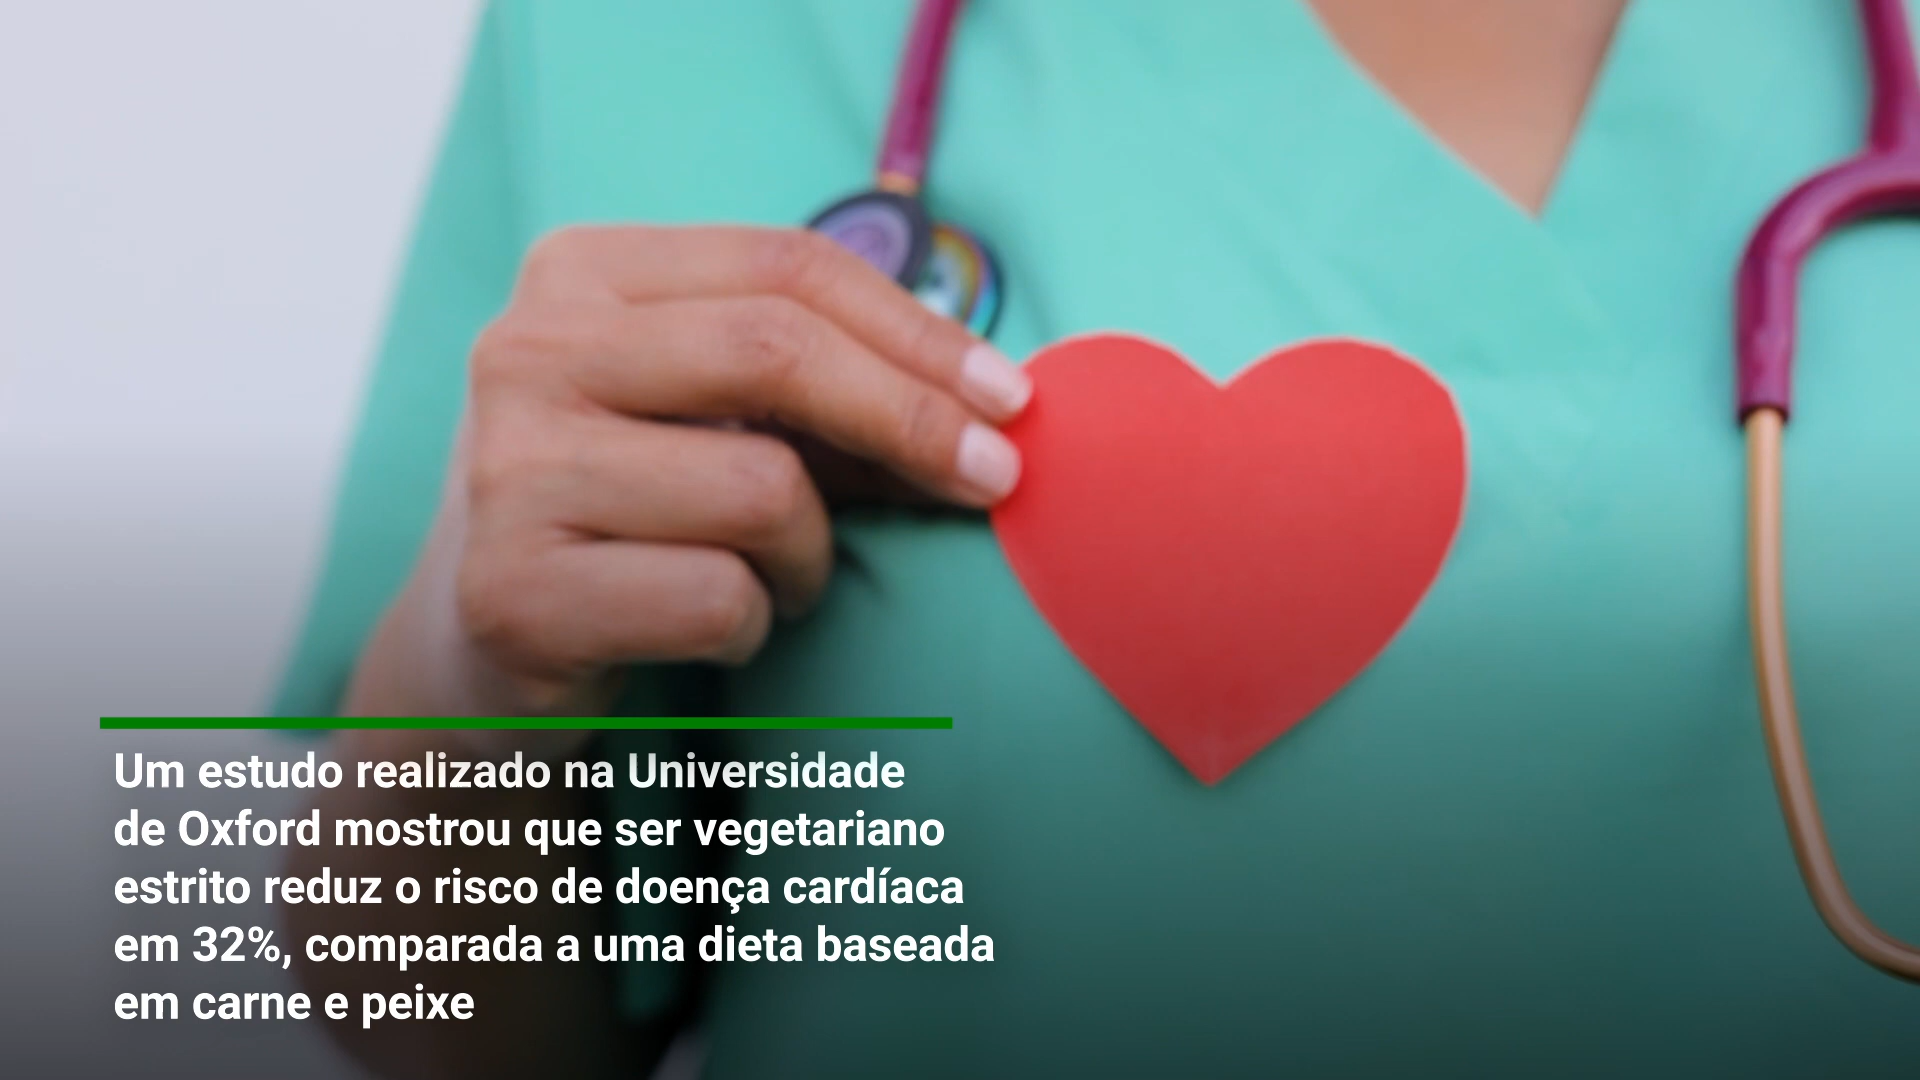 Um estudo realizado na Universidade
de Oxford mostrou que ser vegetariano
estrito reduz o risco de doença cardíaca
em 32%, comparada a uma dieta baseada
em carne e peixe